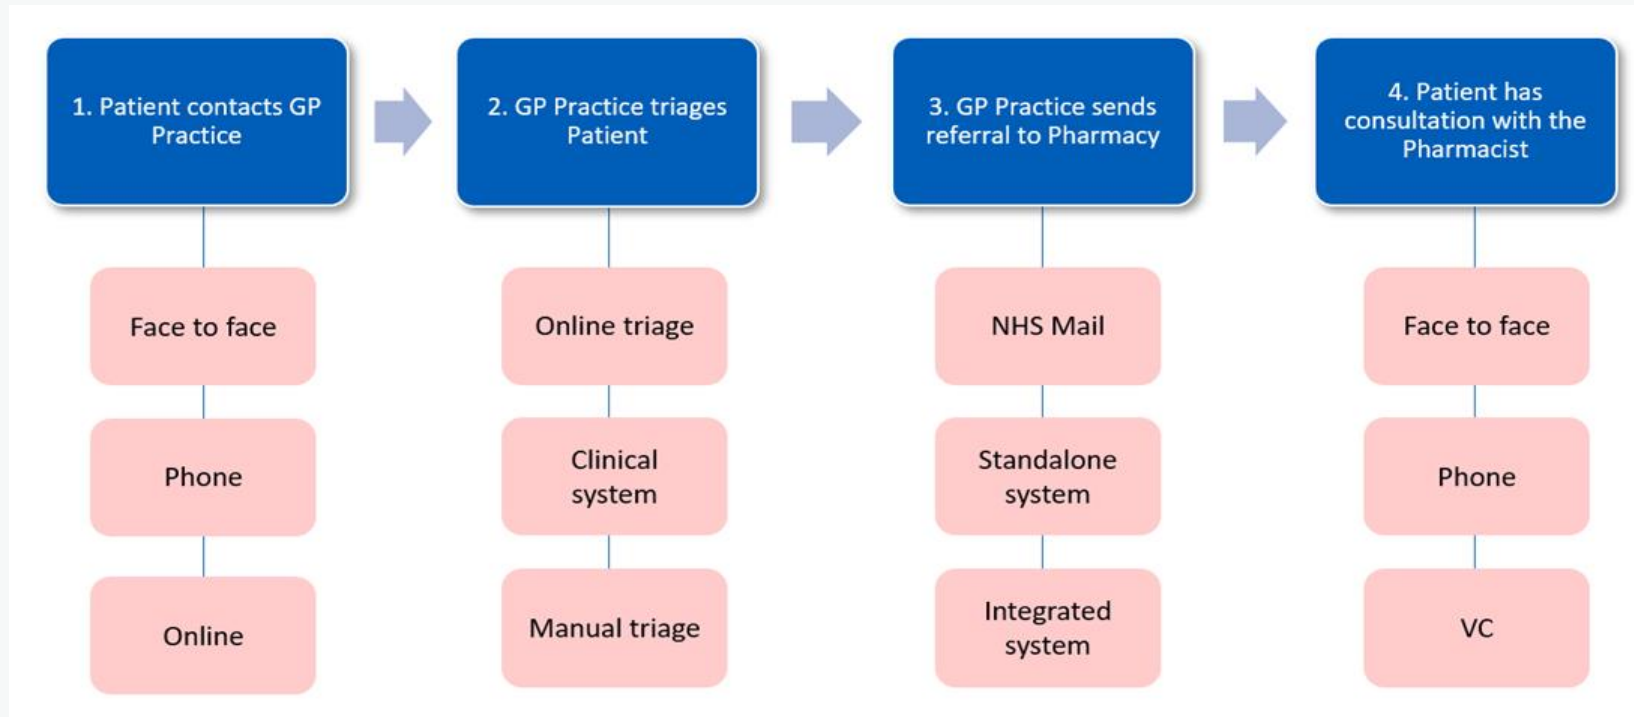 1. Patient contacts GP
Practice
Face to face
Phone
Online
2. GP Practice triages
Patient
Online triage
Clinical
system
Manual triage
3. GP Practice sends
referral to Pharmacy
NHS Mail
Standalone
system
Integrated
system
4. Patient has
consultation with the
Pharmacist
Face to face
Phone
VC